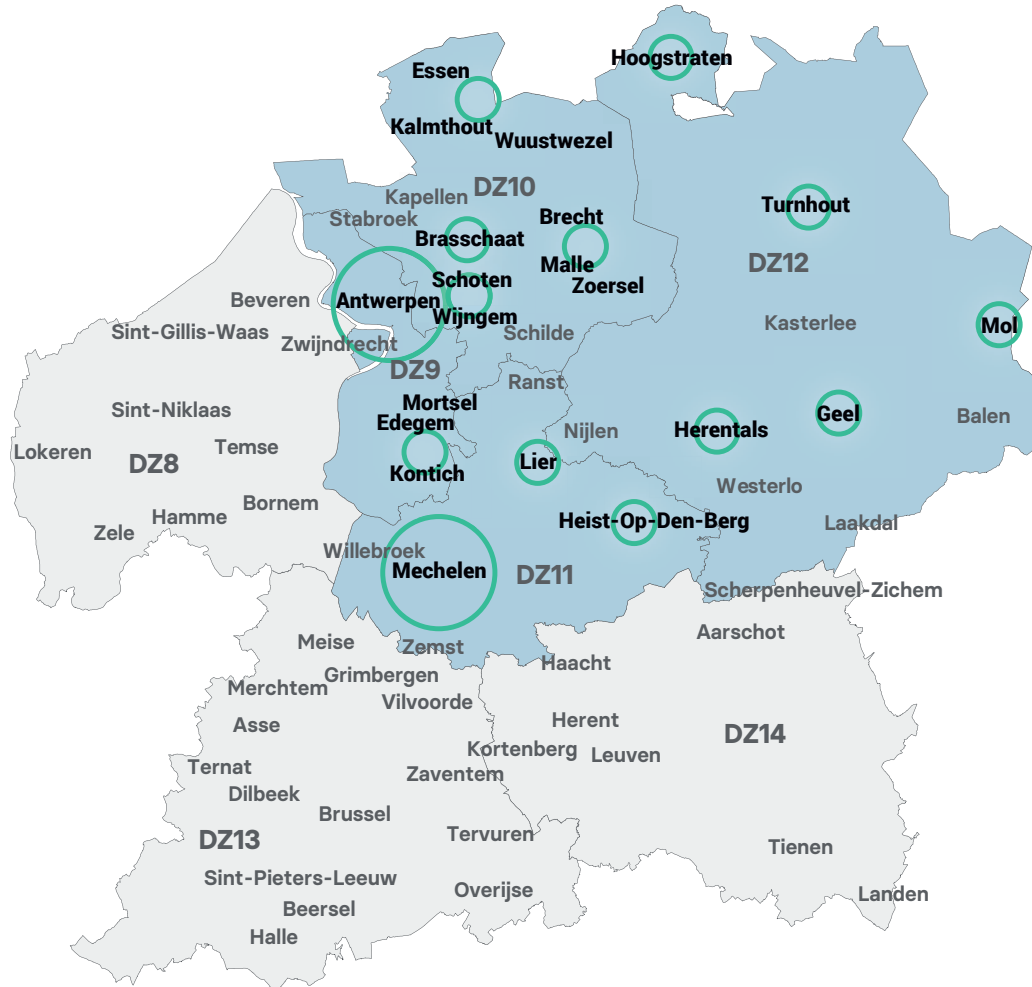 Hoogstraten
Essen
Kalmthout
Wuustwezel
Kapellen
DZ10
Stabroek
Turnhout
Brecht
Brasschaat
DZ12
Malle
Schoten
Zoersel
Beveren
Antwerpen
Wijngem
Kasterlee
Mol
Sint-Gillis-Waas
Schilde
Zwijndrecht
DZ9
Ranst
Mortsel
Sint-Niklaas
Geel
Balen
Edegem
Nijlen
Herentals
Temse
Lokeren
DZ8
Lier
Kontich
Westerlo
Bornem
Hamme
Heist-Op-Den-Berg
Laakdal
Zele
Willebroek
Mechelen
DZ11
Scherpenheuvel-Zichem
Aarschot
Meise
Zemst
Haacht
Grimbergen
Merchtem
Vilvoorde
Herent
Asse
DZ14
Kortenberg
Leuven
Ternat
Zaventem
Dilbeek
Brussel
Tervuren
DZ13
Tienen
Sint-Pieters-Leeuw
Overijse
Landen
Beersel
Halle